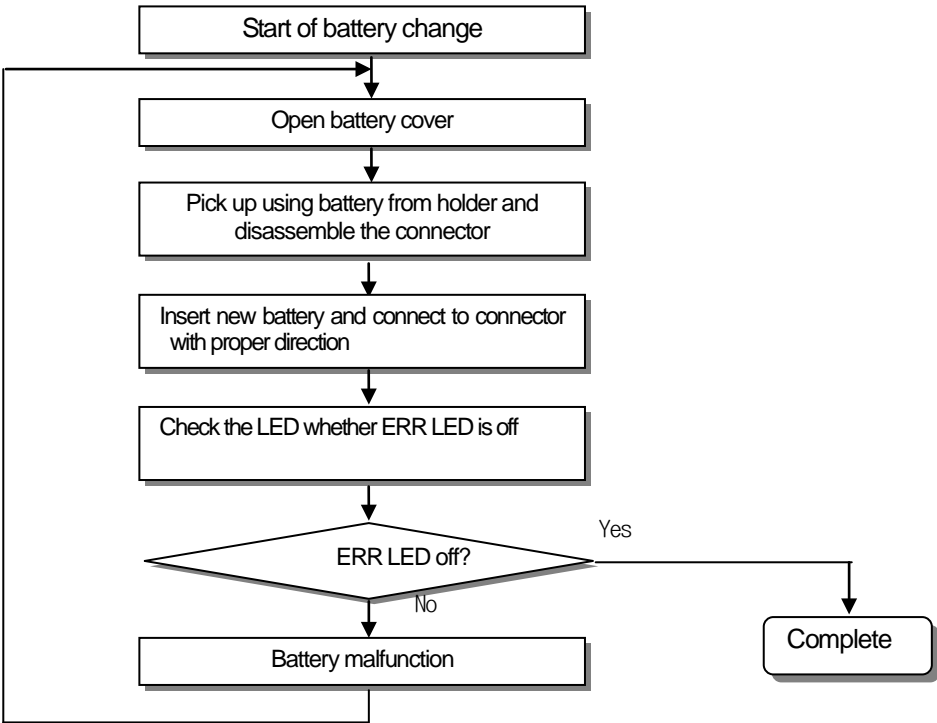 Start of battery change
Open battery cover
Pick up using battery from holder and
disassemble the connector
Insert new battery and connect to connector
with proper direction
Check the LED whether ERR LED is off
ERR LED off?
Yes
No
Complete
Battery malfunction